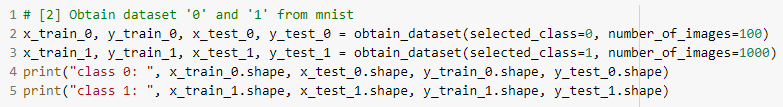 1 # [2] Obtain dataset '0' and '1' from mnist
2 x_train_0, y_train_0, x_test_0, y_test_0 = obtain_dataset(selected_class=0, number_of_images=100)
3 x_train_1, y_train_1, x_test_1, y_test_1 = obtain_dataset(selected_class=1, number_of_images=1000)
4 print("class 0: ", x_train_0.shape, x_test_0.shape, y_train_0.shape, y_test_0.shape)
5 print("class 1: ", x_train_1.shape, x_test_1.shape, y_train_1.shape, y_test_1.shape)